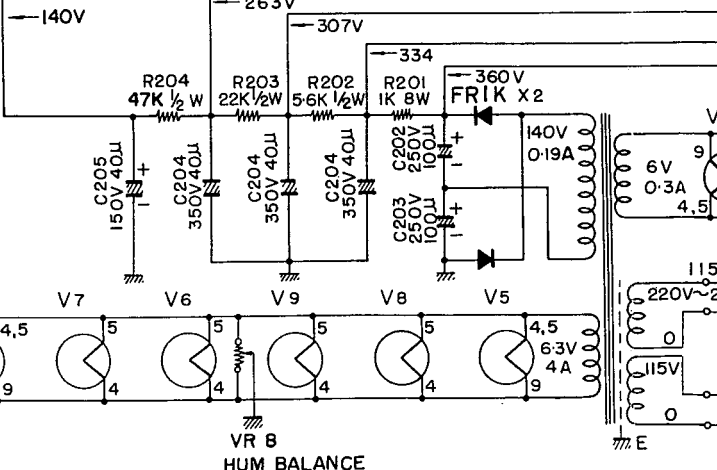 140V
263V
307V
334
360V
R204
47K ½W
R203
22K ½W
R202
5.6K ½W
R201
1K 8W
FR1K X2
C205
150V 40μ
+
-
C204
350V 40μ
C204
350V 40μ
C204
350V 40μ
C202
250V
100μ
+
-
C203
250V
100μ
+
-
140V
0.19A
9
6V
0.3A
4,5
V7
V6
V9
V8
V5
4,5
9
5
4
5
4
5
4
5
4
4,5
9
6.3V
4A
115
220V~2
0
115V
0
E
VR 8
HUM BALANCE